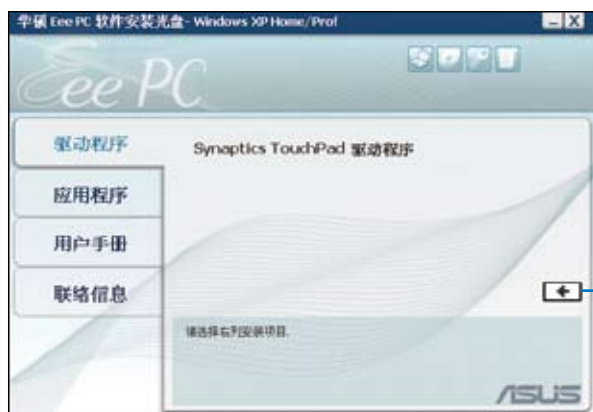 华硕 Eee PC 软件安装光盘- Windows XP Home/Prof
Eee PC
驱动程序
Synaptics TouchPad 驱动程序
应用程序
用户手册
联络信息
请选择右列安装项目.
ASUS